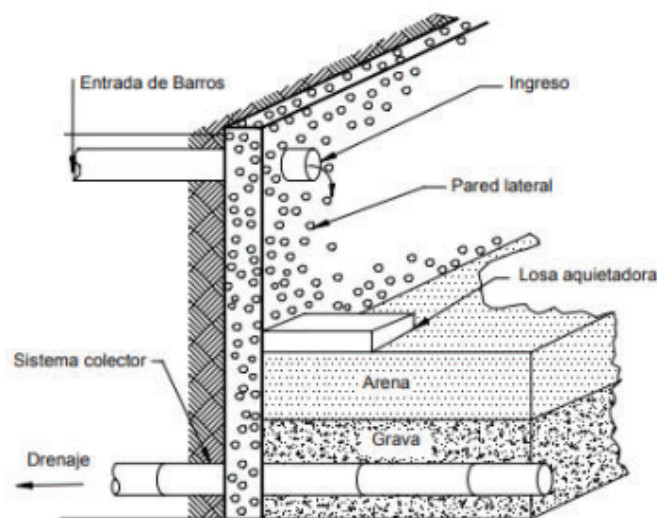 Entrada de Barros
Ingreso
Pared lateral
Losa aquietadora
Sistema colector
Arena
Grava
Drenaje